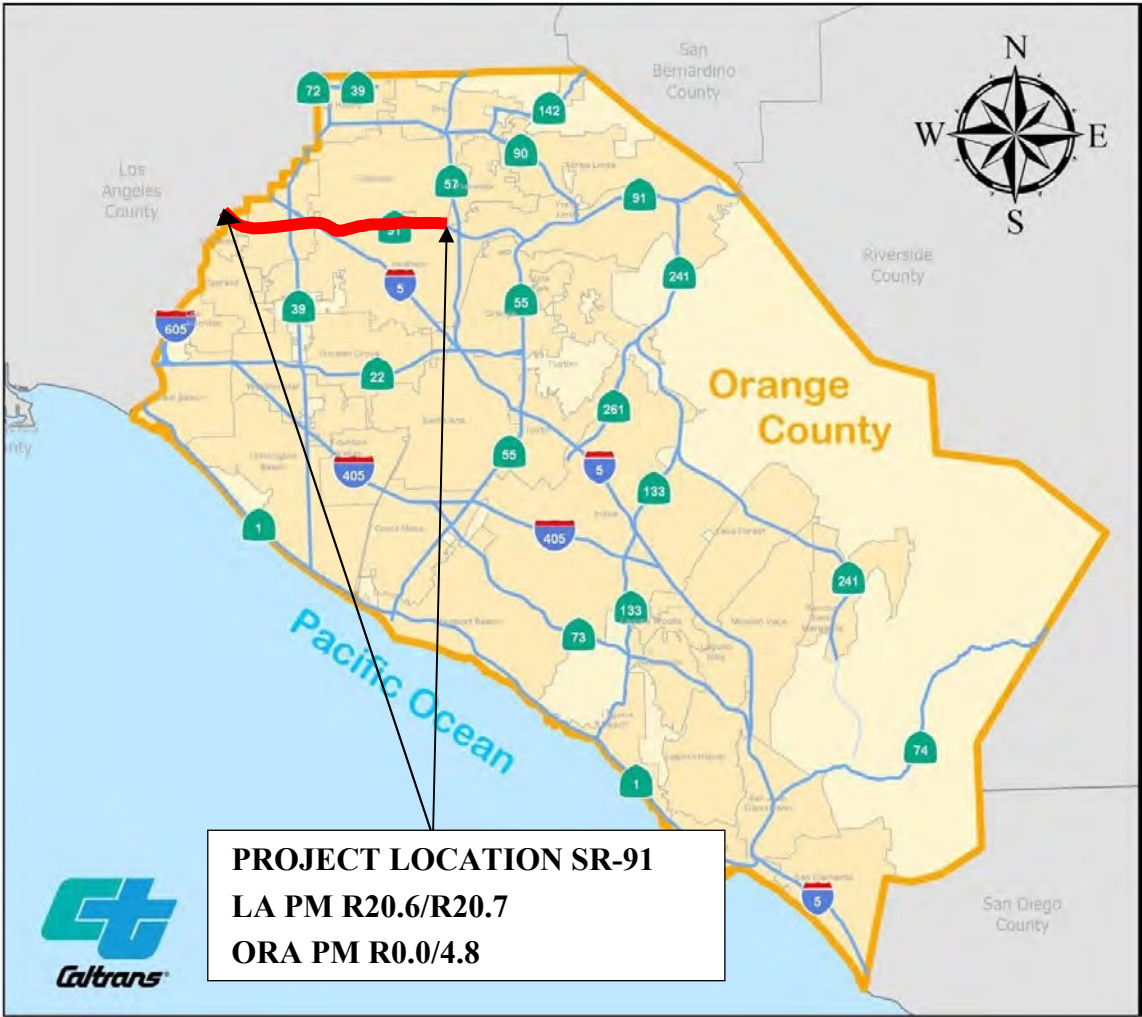 San
Bernardino
County
N
W
E
S
72
39
142
90
57
Los
Angeles
County
91
91
Riverside
County
241
5
55
39
605
22
Orange
County
261
55
5
405
133
1
405
241
133
73
Pacific Ocean
74
1
PROJECT LOCATION SR-91
LA PM R20.6/R20.7
ORA PM R0.0/4.8
5
San Diego
County
Caltrans